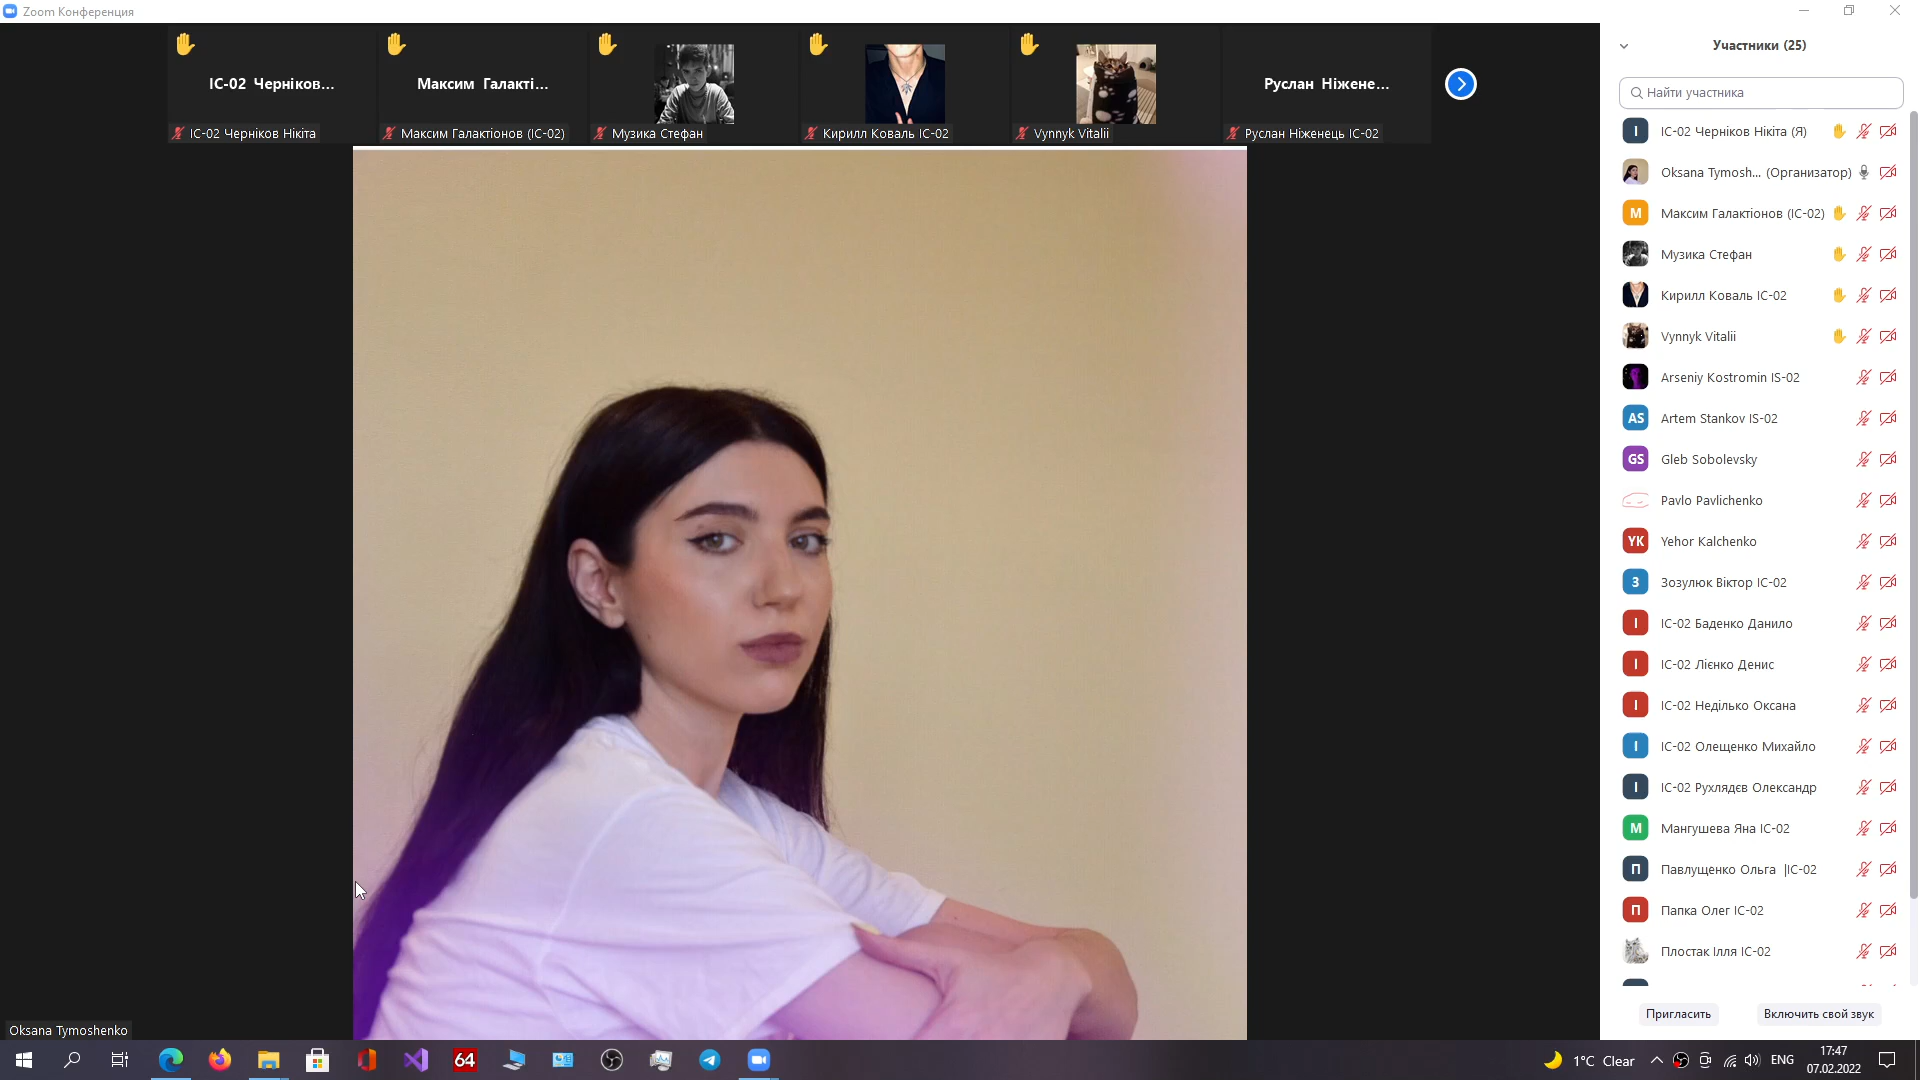 Zoom Конференция
ІС-02 Черніков...
Максим Галакті...
Руслан Ніжене...
ІС-02 Черніков Нікіта
Максим Галактіонов (ІС-02)
Музика Стефан
Кирилл Коваль ІС-02
Vynnyk Vitalii
Руслан Ніженець ІС-02
Oksana Tymoshenko
Участники (25)
Найти участника
ІС-02 Черніков Нікіта (Я)
Oksana Tymosh... (Организатор)
М Максим Галактіонов (ІС-02)
Музика Стефан
Кирилл Коваль ІС-02
Vynnyk Vitalii
Arseniy Kostromin IS-02
AS Artem Stankov IS-02
GS Gleb Sobolevsky
Pavlo Pavlichenko
YK Yehor Kalchenko
З Зозулюк Віктор ІС-02
І ІС-02 Баденко Данило
І ІС-02 Лієнко Денис
І ІС-02 Неділько Оксана
І ІС-02 Олещенко Михайло
І ІС-02 Рухлядєв Олександр
М Мангушева Яна ІС-02
П Павлущенко Ольга |ІС-02
П Папка Олег ІС-02
Плостак Ілля ІС-02
Пригласить
Включить свой звук
64
1°C Clear
ENG
17:47
07.02.2022